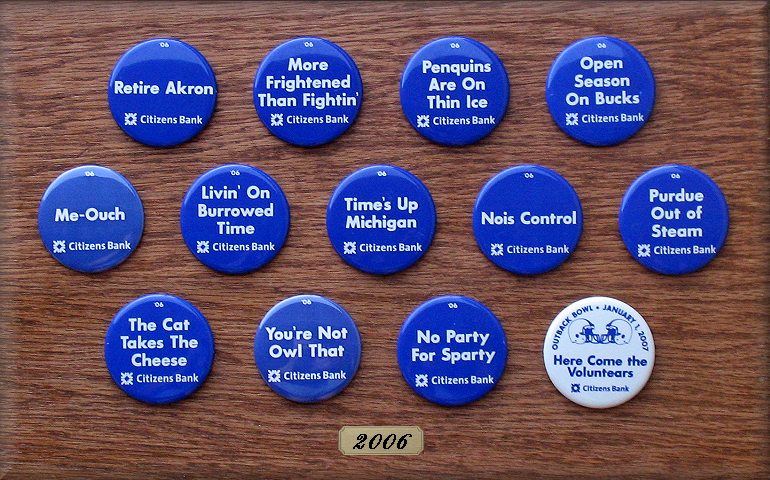 '06
Retire Akron
Citizens Bank
'06
More
Frightened
Than Fightin'
Citizens Bank
'06
Penquins
Are On
Thin Ice
Citizens Bank
'06
Open
Season
On Bucks
Citizens Bank
'06
Me-Ouch
Citizens Bank
'06
Livin' On
Burrowed
Time
Citizens Bank
'06
Time's Up
Michigan
Citizens Bank
'06
Nois Control
Citizens Bank
'06
Purdue
Out of
Steam
Citizens Bank
'06
The Cat
Takes The
Cheese
Citizens Bank
'06
You're Not
Owl That
Citizens Bank
'06
No Party
For Sparty
Citizens Bank
OUTBACK BOWL • JANUARY 1, 2007
Here Come the
Voluntears
Citizens Bank
2006